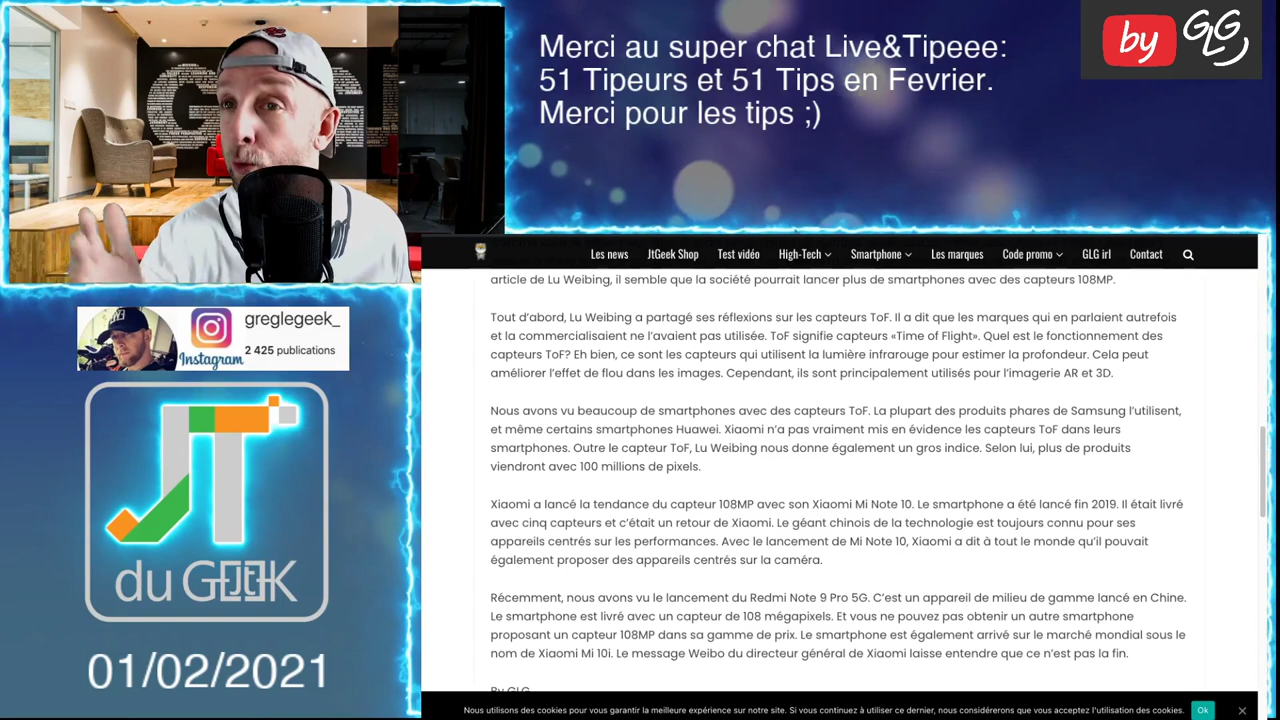 Merci au super chat Live&Tipeee:
51 Tipeurs et 51 Tips en Fevrier.
Merci pour les tips ;)
by GLG
greglegeek_
Instagram
2 425 publications
JT
du GEEK
01/02/2021
Les news JtGeek Shop Test vidéo High-Tech Smartphone Les marques Code promo GLG irl Contact
article de Lu Weibing, il semble que la société pourrait lancer plus de smartphones avec des capteurs 108MP.
Tout d’abord, Lu Weibing a partagé ses réflexions sur les capteurs ToF. Il a dit que les marques qui en parlaient autrefois
et la commercialisaient ne l’avaient pas utilisée. ToF signifie capteurs «Time of Flight». Quel est le fonctionnement des
capteurs ToF? Eh bien, ce sont les capteurs qui utilisent la lumière infrarouge pour estimer la profondeur. Cela peut
améliorer l’effet de flou dans les images. Cependant, ils sont principalement utilisés pour l’imagerie AR et 3D.
Nous avons vu beaucoup de smartphones avec des capteurs ToF. La plupart des produits phares de Samsung l’utilisent,
et même certains smartphones Huawei. Xiaomi n’a pas vraiment mis en évidence les capteurs ToF dans leurs
smartphones. Outre le capteur ToF, Lu Weibing nous donne également un gros indice. Selon lui, plus de produits
viendront avec 100 millions de pixels.
Xiaomi a lancé la tendance du capteur 108MP avec son Xiaomi Mi Note 10. Le smartphone a été lancé fin 2019. Il était livré
avec cinq capteurs et c’était un retour de Xiaomi. Le géant chinois de la technologie est toujours connu pour ses
appareils centrés sur les performances. Avec le lancement de Mi Note 10, Xiaomi a dit à tout le monde qu’il pouvait
également proposer des appareils centrés sur la caméra.
Récemment, nous avons vu le lancement du Redmi Note 9 Pro 5G. C’est un appareil de milieu de gamme lancé en Chine.
Le smartphone est livré avec un capteur de 108 mégapixels. Et vous ne pouvez pas obtenir un autre smartphone
proposant un capteur 108MP dans sa gamme de prix. Le smartphone est également arrivé sur le marché mondial sous le
nom de Xiaomi Mi 10i. Le message Weibo du directeur général de Xiaomi laisse entendre que ce n’est pas la fin.
By GLG
Nous utilisons des cookies pour vous garantir la meilleure expérience sur notre site. Si vous continuez à utiliser ce dernier, nous considérerons que vous acceptez l'utilisation des cookies. Ok